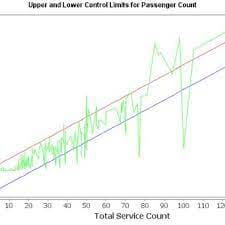 Upper and Lower Control Limits for Passenger Count
10 20 30 40 50 60 70 80 90 100 110
Total Service Count